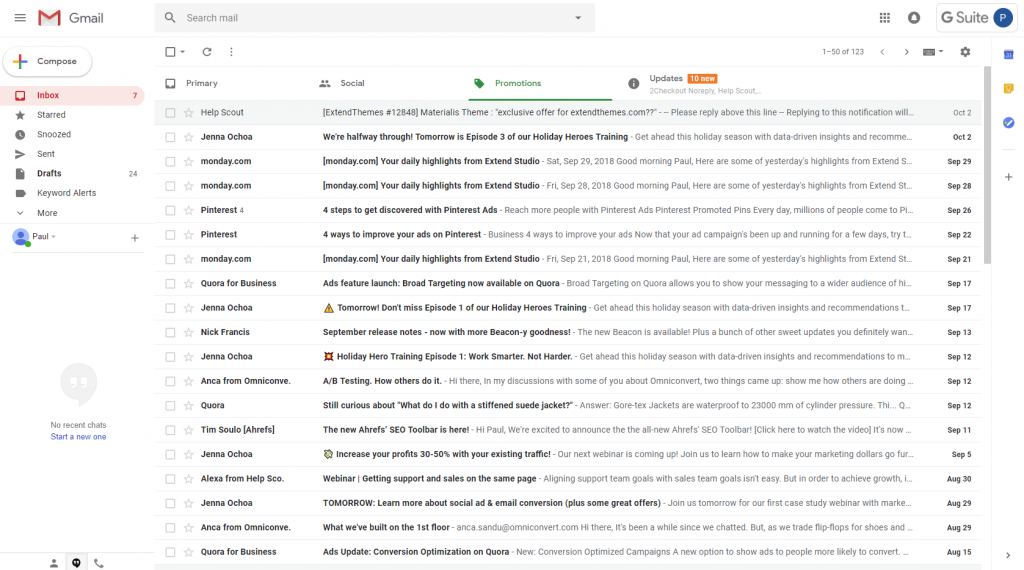 Gmail
Search mail
G Suite P
Compose
1–50 of 123
Inbox 7
Starred
Snoozed
Sent
Drafts 24
Keyword Alerts
More
Paul
No recent chats
Start a new one
Primary Social Promotions Updates 10 new
2Checkout Noreply, Help Scout,...
Help Scout [ExtendThemes #12848] Materialis Theme : "exclusive offer for extendthemes.com??" - -- Please reply above this line -- Replying to this notification will... Oct 2
Jenna Ochoa We're halfway through! Tomorrow is Episode 3 of our Holiday Heroes Training - Get ahead this holiday season with data-driven insights and recomme... Oct 2
monday.com [monday.com] Your daily highlights from Extend Studio - Sat, Sep 29, 2018 Good morning Paul, Here are some of yesterday's highlights from Extend S... Sep 29
monday.com [monday.com] Your daily highlights from Extend Studio - Fri, Sep 28, 2018 Good morning Paul, Here are some of yesterday's highlights from Extend St... Sep 28
Pinterest 4 4 steps to get discovered with Pinterest Ads - Reach more people with Pinterest Ads Pinterest Promoted Pins Every day, millions of people come to Pi... Sep 26
Pinterest 4 ways to improve your ads on Pinterest - Business 4 ways to improve your ads Now that your ad campaign's been up and running for a few days, try t... Sep 22
monday.com [monday.com] Your daily highlights from Extend Studio - Fri, Sep 21, 2018 Good morning Paul, Here are some of yesterday's highlights from Extend St... Sep 21
Quora for Business Ads feature launch: Broad Targeting now available on Quora - Broad Targeting on Quora allows you to show your messaging to a wider audience of hi... Sep 17
Jenna Ochoa ⚠️ Tomorrow! Don't miss Episode 1 of our Holiday Heroes Training - Get ahead this holiday season with data-driven insights and recommendations t... Sep 17
Nick Francis September release notes - now with more Beacon-y goodness! - The new Beacon is available! Plus a bunch of other sweet updates you definitely wan... Sep 13
Jenna Ochoa 💥 Holiday Hero Training Episode 1: Work Smarter. Not Harder. - Get ahead this holiday season with data-driven insights and recommendations to m... Sep 12
Anca from Omniconve. A/B Testing. How others do it. - Hi there, In my discussions with some of you about Omniconvert, two things came up: show me how others are doing ... Sep 12
Quora Still curious about "What do I do with a stiffened suede jacket?" - Answer: Gore-tex Jackets are waterproof to 23000 mm of cylinder pressure. Thi... Q... Sep 12
Tim Soulo [Ahrefs] The new Ahrefs' SEO Toolbar is here! - Hi Paul, We're excited to announce the the all-new Ahrefs' SEO Toolbar! [Click here to watch the video] It's now ... Sep 11
Jenna Ochoa 💸 Increase your profits 30-50% with your existing traffic! - Our next webinar is coming up! Join us to learn how to make your marketing dollars go fur... Sep 5
Alexa from Help Sco. Webinar | Getting support and sales on the same page - Aligning support team goals with sales team goals isn't easy. But in order to achieve growth, i... Aug 30
Jenna Ochoa TOMORROW: Learn more about social ad & email conversion (plus some great offers) - Join us tomorrow for our first case study webinar with marke... Aug 29
Anca from Omniconve. What we've built on the 1st floor - anca.sandu@omniconvert.com Hi there, It's been a while since we chatted. But, as we trade flip-flops for shoes and ... Aug 29
Quora for Business Ads Update: Conversion Optimization on Quora - New: Conversion Optimized Campaigns A new option to show ads to people more likely to convert. ... Aug 15